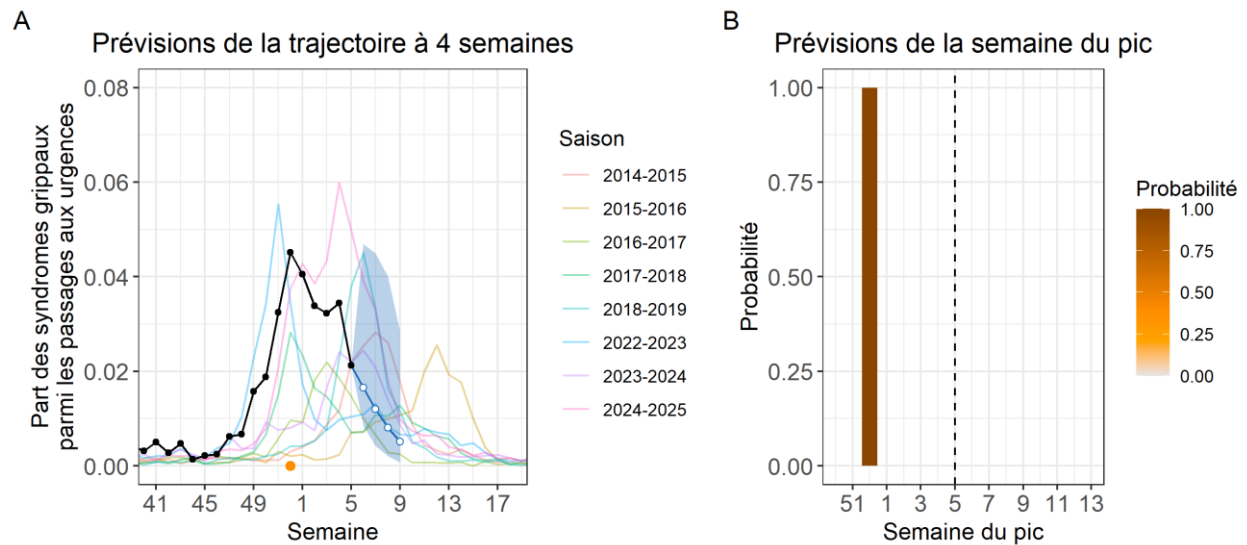 A
Prévisions de la trajectoire à 4 semaines
Part des syndromes grippaux
parmi les passages aux urgences
0.08
0.06
0.04
0.02
0.00
41 45 49 1 5 9 13 17
Semaine
Saison
2014-2015
2015-2016
2016-2017
2017-2018
2018-2019
2022-2023
2023-2024
2024-2025
B
Prévisions de la semaine du pic
Probabilité
1.00
0.75
0.50
0.25
0.00
51 1 3 5 7 9 11 13
Semaine du pic
Probabilité
1.00
0.75
0.50
0.25
0.00